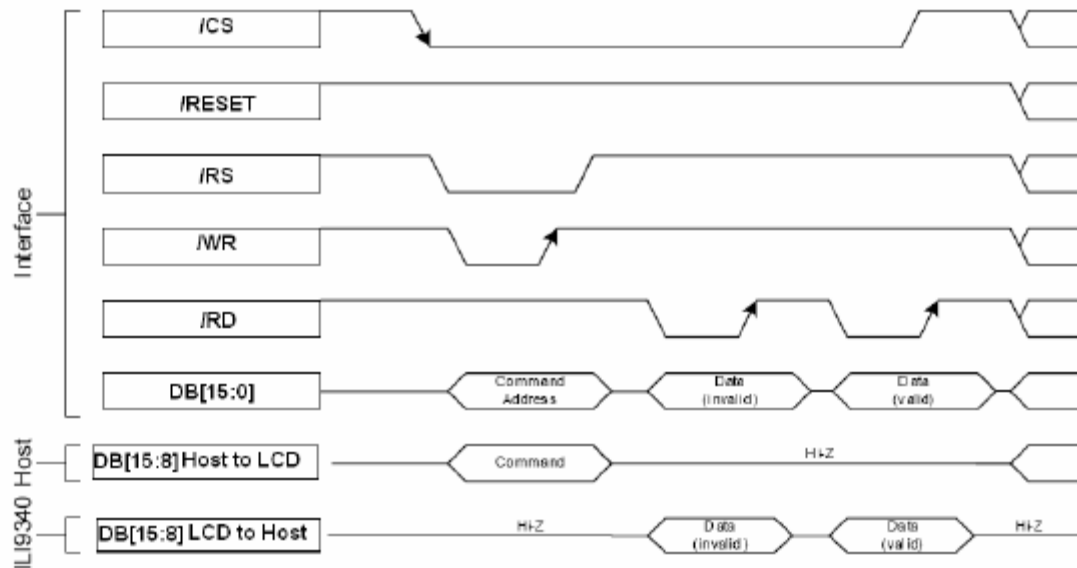 /CS
/RESET
/RS
/WR
/RD
DB[15:0]
Command
Address
Data
(invalid)
Data
(valid)
Interface
DB[15:8] Host to LCD
Command
Hi-Z
Host
DB[15:8] LCD to Host
Hi-Z
Data
(invalid)
Data
(valid)
Hi-Z
ILI9340